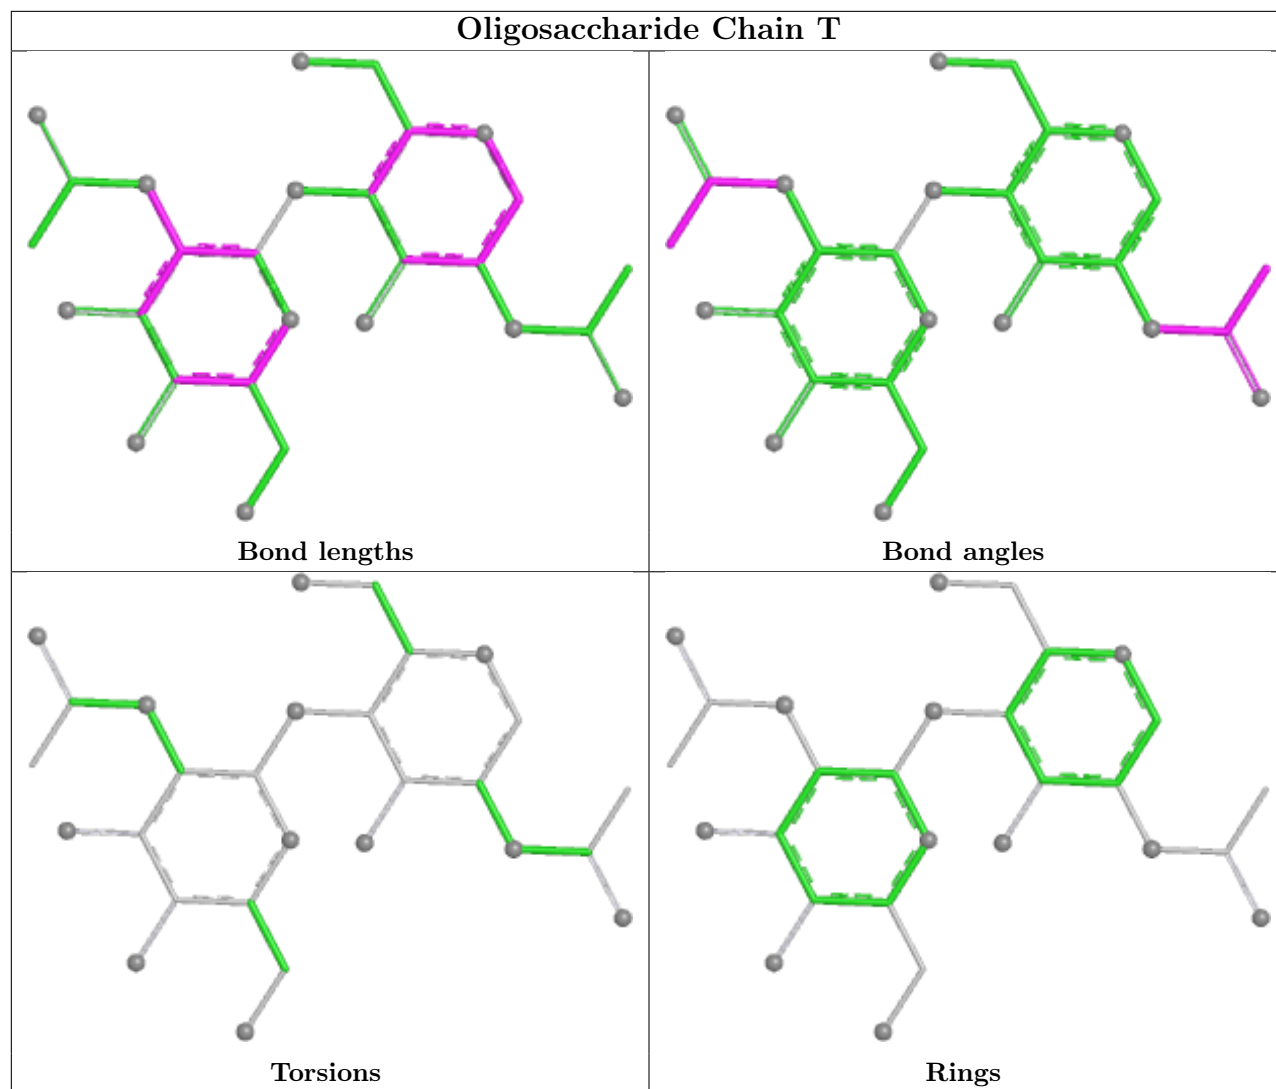 Oligosaccharide Chain T
Bond lengths
Bond angles
Torsions
Rings